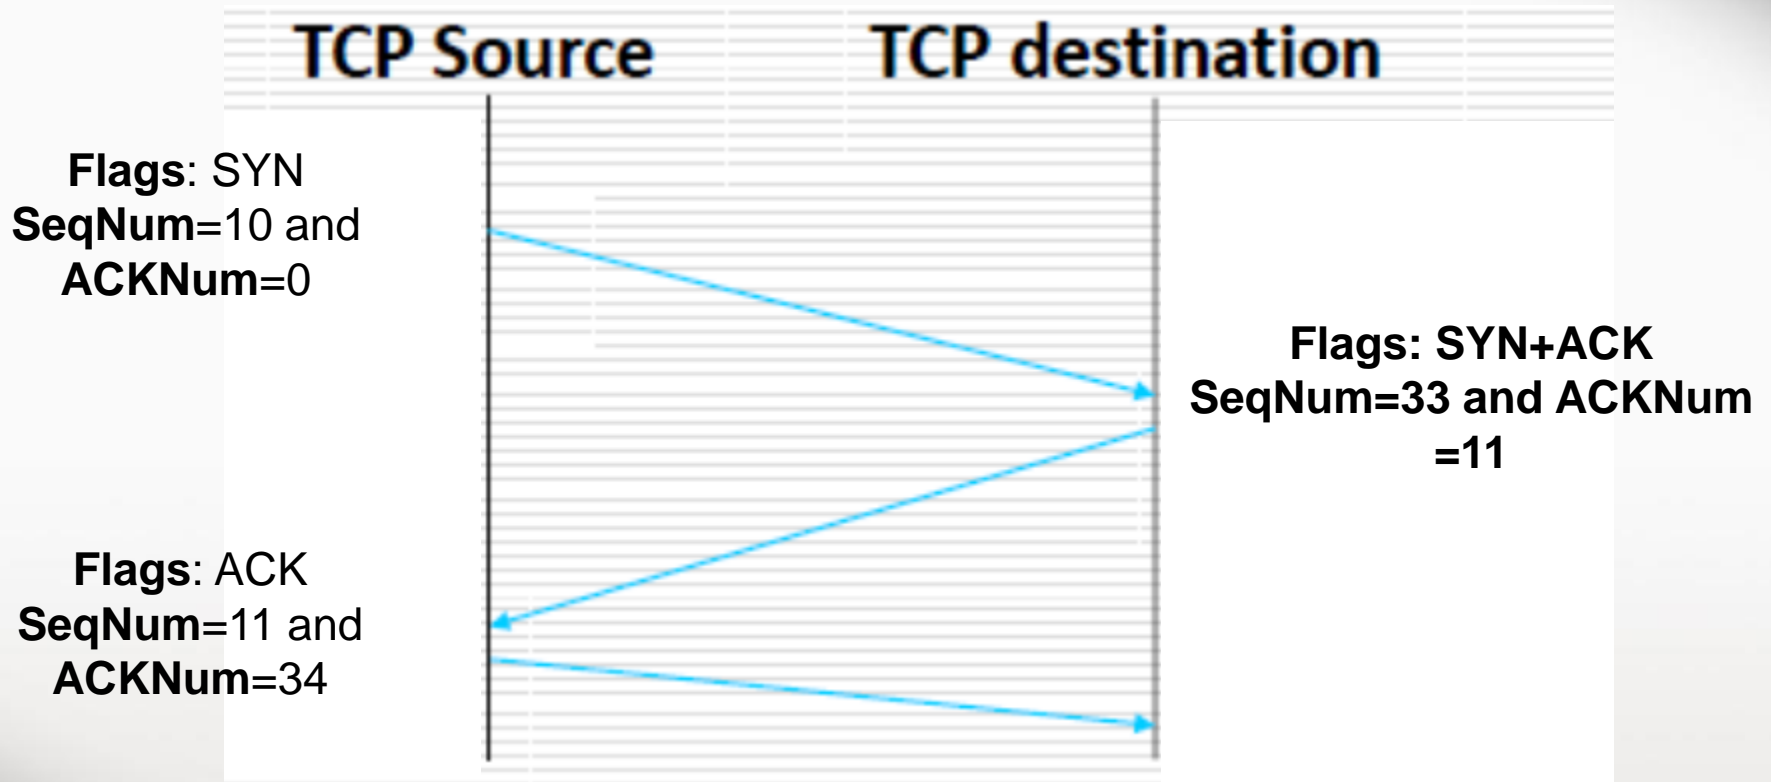 TCP Source
TCP destination
Flags: SYN
SeqNum=10 and
ACKNum=0
Flags: SYN+ACK
SeqNum=33 and ACKNum
=11
Flags: ACK
SeqNum=11 and
ACKNum=34